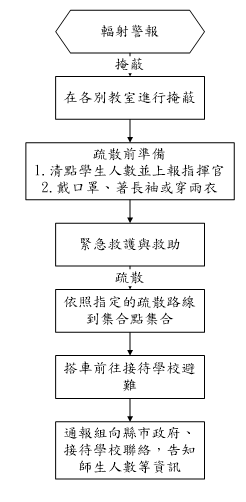 輻射警報
掩蔽
在各別教室進行掩蔽
疏散前準備
1. 清點學生人數並上報指揮官
2. 戴口罩、著長袖或穿雨衣
緊急救護與救助
疏散
依照指定的疏散路線
到集合點集合
搭車前往接待學校避
難
通報組向縣市政府、
接待學校聯絡，告知
師生人數等資訊